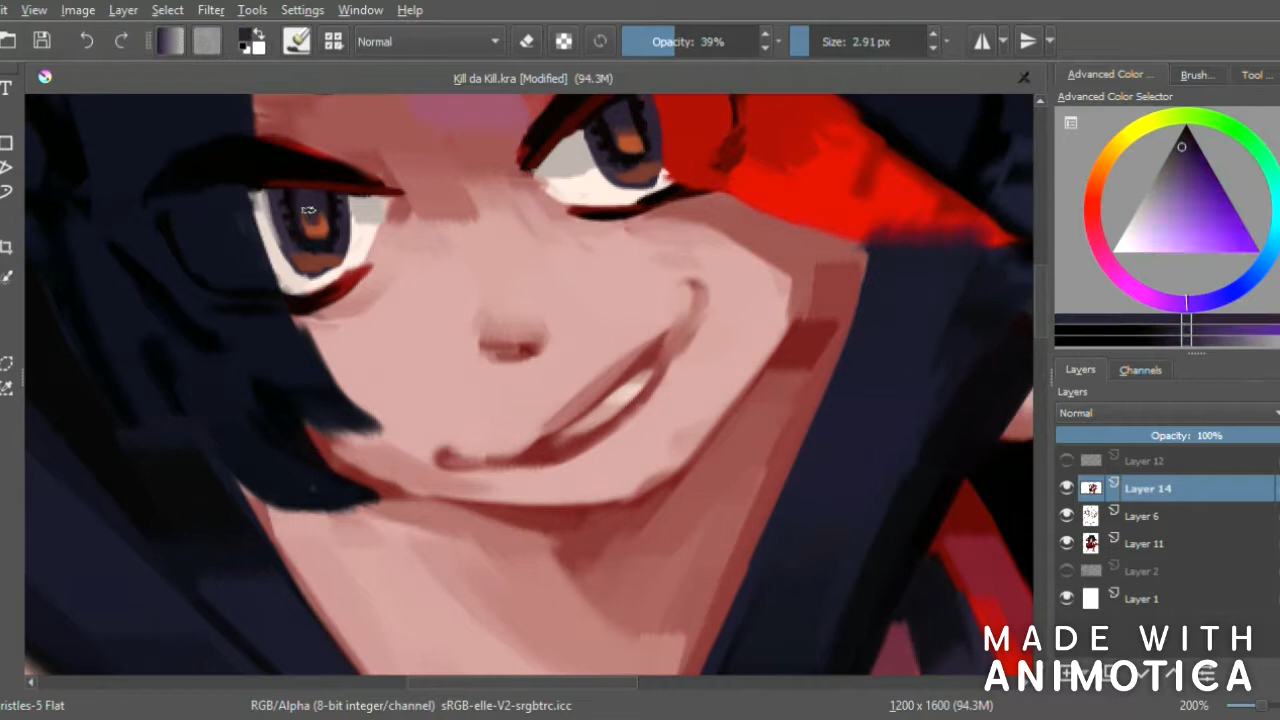 it View Image Layer Select Filter Tools Settings Window Help
Normal Opacity: 39% Size: 2.91 px
Kill da Kill.kra [Modified] (94.3M)
Advanced Color ... Brush... Tool ...
Advanced Color Selector
Layers Channels
Layers
Normal
Opacity: 100%
Layer 12
Layer 14
Layer 6
Layer 11
Layer 2
Layer 1
MADE WITH
ANIMOTICA
ristles-5 Flat RGB/Alpha (8-bit integer/channel) sRGB-elle-V2-srgbtrc.icc 1200 x 1600 (94.3M) 200%